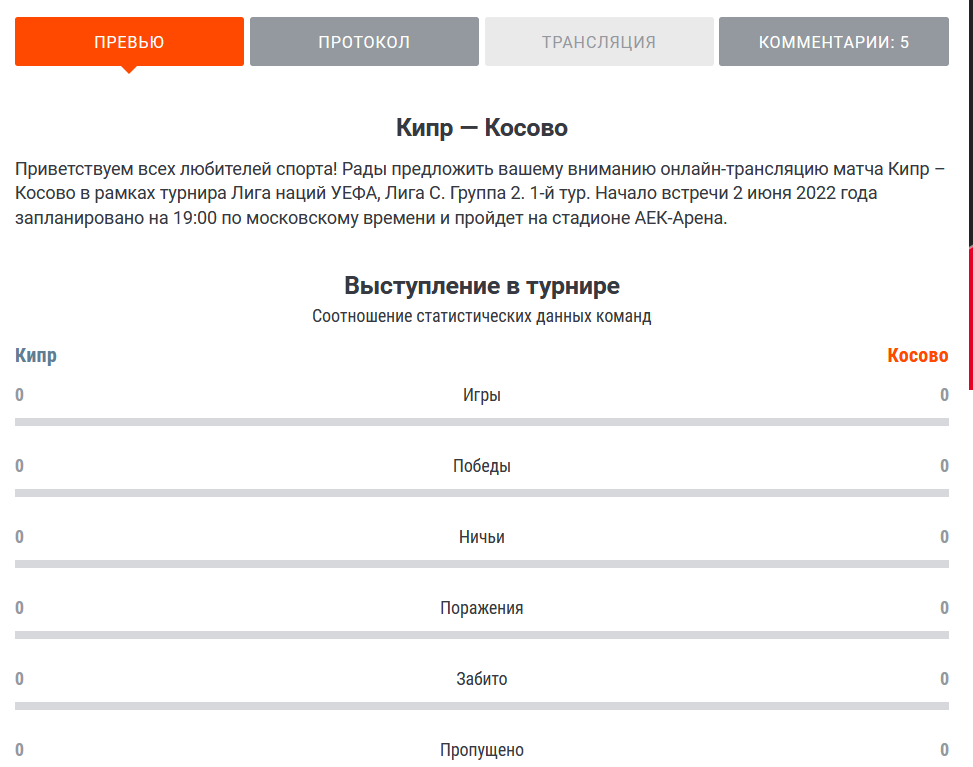 ПРЕВЬЮ ПРОТОКОЛ ТРАНСЛЯЦИЯ КОММЕНТАРИИ: 5
Кипр — Косово
Приветствуем всех любителей спорта! Рады предложить вашему вниманию онлайн-трансляцию матча Кипр –
Косово в рамках турнира Лига наций УЕФА, Лига C. Группа 2. 1-й тур. Начало встречи 2 июня 2022 года
запланировано на 19:00 по московскому времени и пройдет на стадионе АЕК-Арена.
Выступление в турнире
Соотношение статистических данных команд
Кипр Косово
0 Игры 0
0 Победы 0
0 Ничьи 0
0 Поражения 0
0 Забито 0
0 Пропущено 0